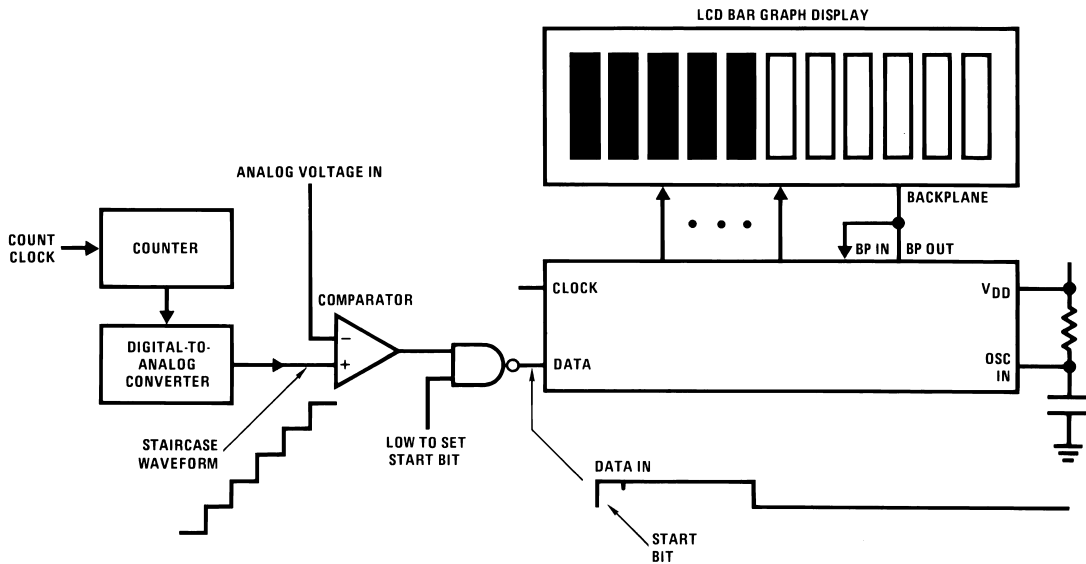 LCD BAR GRAPH DISPLAY
ANALOG VOLTAGE IN
BACKPLANE
COUNT
CLOCK
COUNTER
BP IN
BP OUT
CLOCK
VDD
COMPARATOR
DIGITAL-TO-
ANALOG
CONVERTER
−
+
DATA
OSC
IN
STAIRCASE
WAVEFORM
LOW TO SET
START BIT
DATA IN
START
BIT